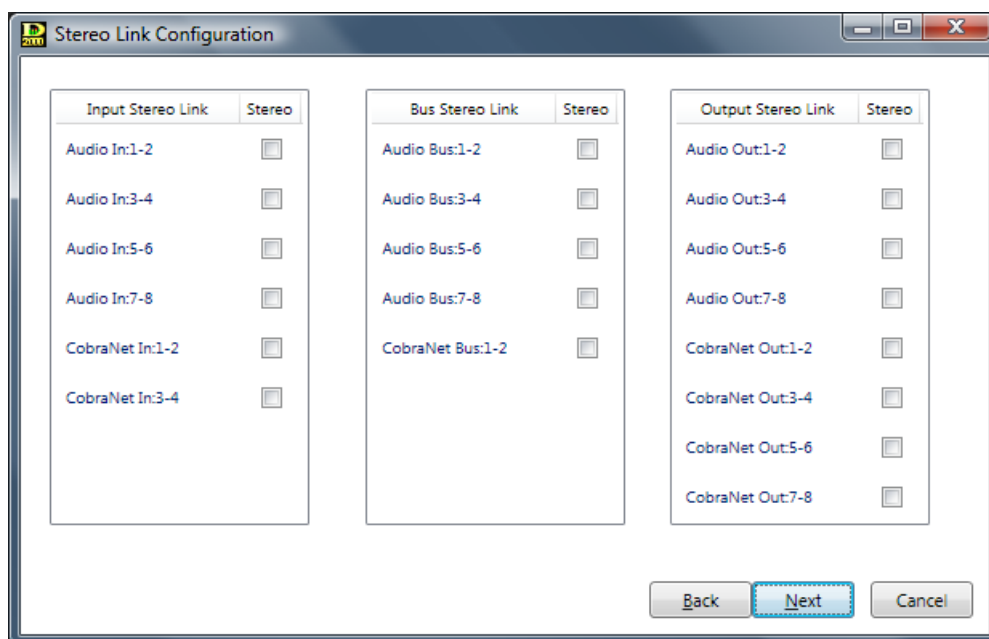 Stereo Link Configuration
Input Stereo Link Stereo
Audio In:1-2
Audio In:3-4
Audio In:5-6
Audio In:7-8
CobraNet In:1-2
CobraNet In:3-4
Bus Stereo Link Stereo
Audio Bus:1-2
Audio Bus:3-4
Audio Bus:5-6
Audio Bus:7-8
CobraNet Bus:1-2
Output Stereo Link Stereo
Audio Out:1-2
Audio Out:3-4
Audio Out:5-6
Audio Out:7-8
CobraNet Out:1-2
CobraNet Out:3-4
CobraNet Out:5-6
CobraNet Out:7-8
Back Next Cancel